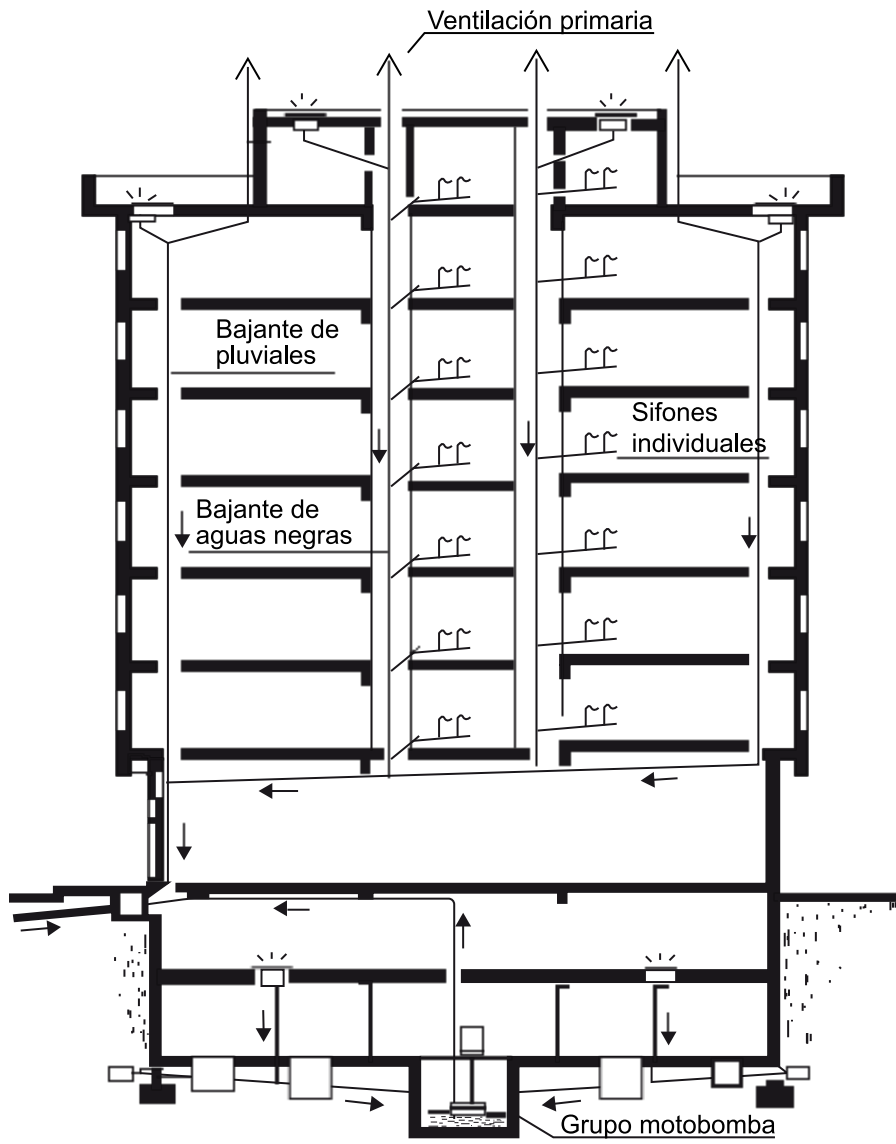 Ventilación primaria
Bajante de
pluviales
Sifones
individuales
Bajante de
aguas negras
Grupo motobomba